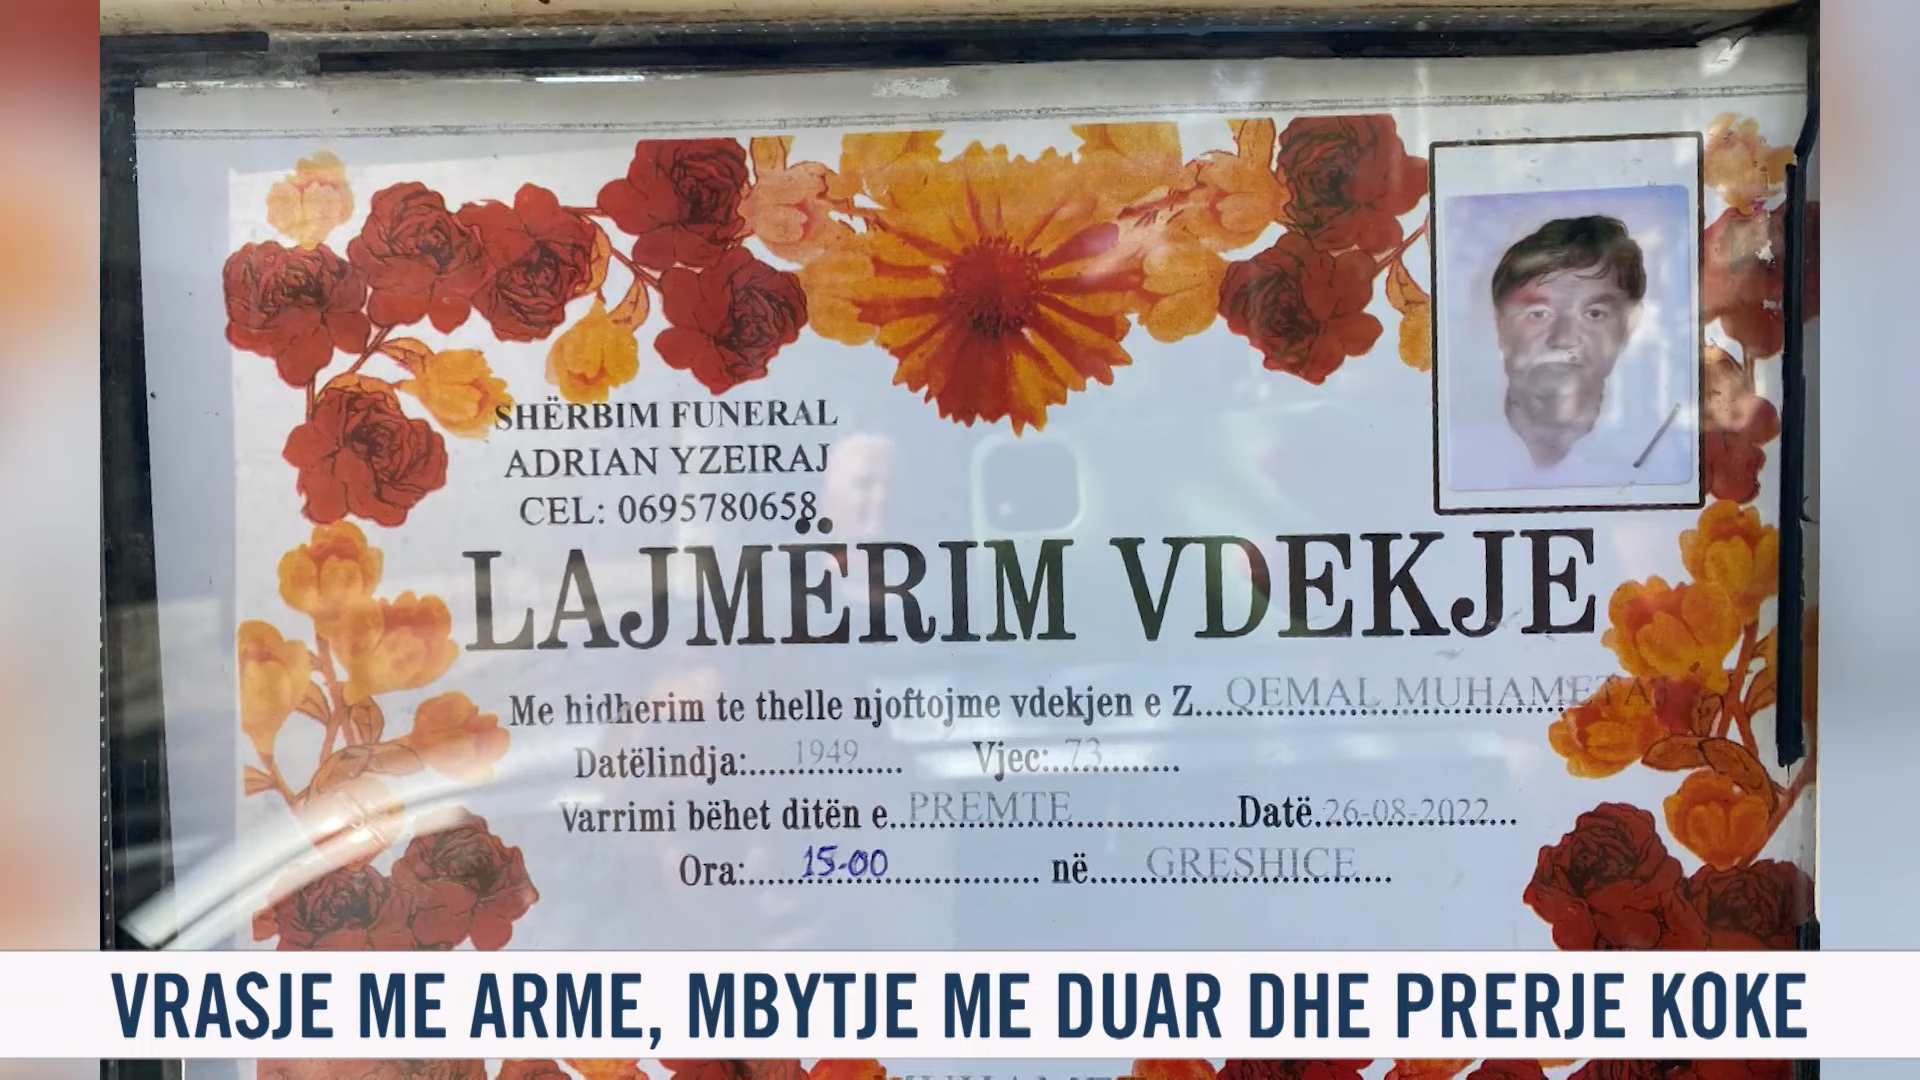 SHËRBIM FUNERAL
ADRIAN YZEIRAJ
CEL: 0695780658
LAJMËRIM VDEKJE
Me hidherim te thelle njoftojme vdekjen e Z....QEMAL MUHAMETAJ
Datëlindja:......1949...... Vjec:..73..........
Varrimi bëhet ditën e..PREMTE..................Datë.26-08-2022...
Ora:......15-00.................. në......GRESHICE....
VRASJE ME ARME, MBYTJE ME DUAR DHE PRERJE KOKE